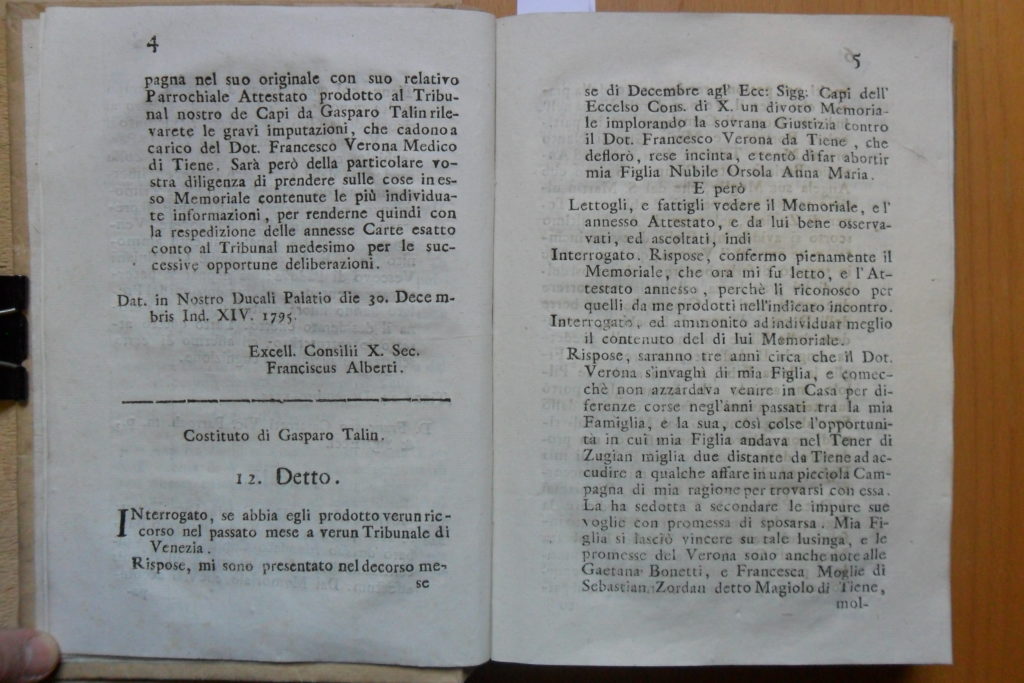 4
pagna nel suo originale con suo relativo
Parrochiale Attestato prodotto al Tribu-
nal nostro de Capi da Gasparo Talin rile-
varete le gravi imputazioni, che cadono a
carico del Dot. Francesco Verona Medico
di Tiene. Sarà però della particolare vo-
stra diligenza di prendere sulle cose in es-
so Memoriale contenute le più individua-
te informazioni, per renderne quindi con
la respedizione delle annesse Carte esatto
conto al Tribunal medesimo per le suc-
cessive opportune deliberazioni.
Dat. in Nostro Ducali Palatio die 30. Decem-
bris Ind. XIV. 1795.
Excell. Consilii X. Sec.
Franciscus Alberti.
Costituto di Gasparo Talin.
12. Detto.
INterrogato, se abbia egli prodotto verun ric-
corso nel passato mese a verun Tribunale di
Venezia.
Rispose, mi sono presentato nel decorso me-
se
5
se di Decembre agl' Ecc: Sigg: Capi dell'
Eccelso Cons. di X. un divoto Memoria-
le implorando la sovrana Giustizia contro
il Dot. Francesco Verona da Tiene, che
deflorò, rese incinta, e tentò di far abortir
mia Figlia Nubile Orsola Anna Maria.
E però
Lettogli, e fattigli vedere il Memoriale, e l'
annesso Attestato, e da lui bene osserva-
vati, ed ascoltati, indi
Interrogato. Rispose, confermo pienamente il
Memoriale, che ora mi fu letto, e l'At-
testato annesso, perchè li riconosco per
quelli da me prodotti nell'indicato incontro.
Interrogato, ed ammonito ad individuar meglio
il contenuto del di lui Memoriale.
Rispose, saranno tre anni circa che il Dot.
Verona s'invaghì di mia Figlia, e comec-
chè non azzardava venire in Casa per di-
ferenze corse negl'anni passati tra la mia
Famiglia, e la sua, così colse l'opportuni-
tà in cui mia Figlia andava nel Tener di
Zugian miglia due distante da Tiene ad ac-
cudire a qualche affare in una picciola Cam-
pagna di mia ragione per trovarsi con essa.
La ha sedotta a secondare le impure sue
voglie con promessa di sposarsa. Mia Fi-
glia si lasciò vincere su tale lusinga, e le
promesse del Verona sono anche note alle
Gaetana Bonetti, e Francesca Moglie di
Sebastian Zordan detto Magiolo di Tiene,
mol-